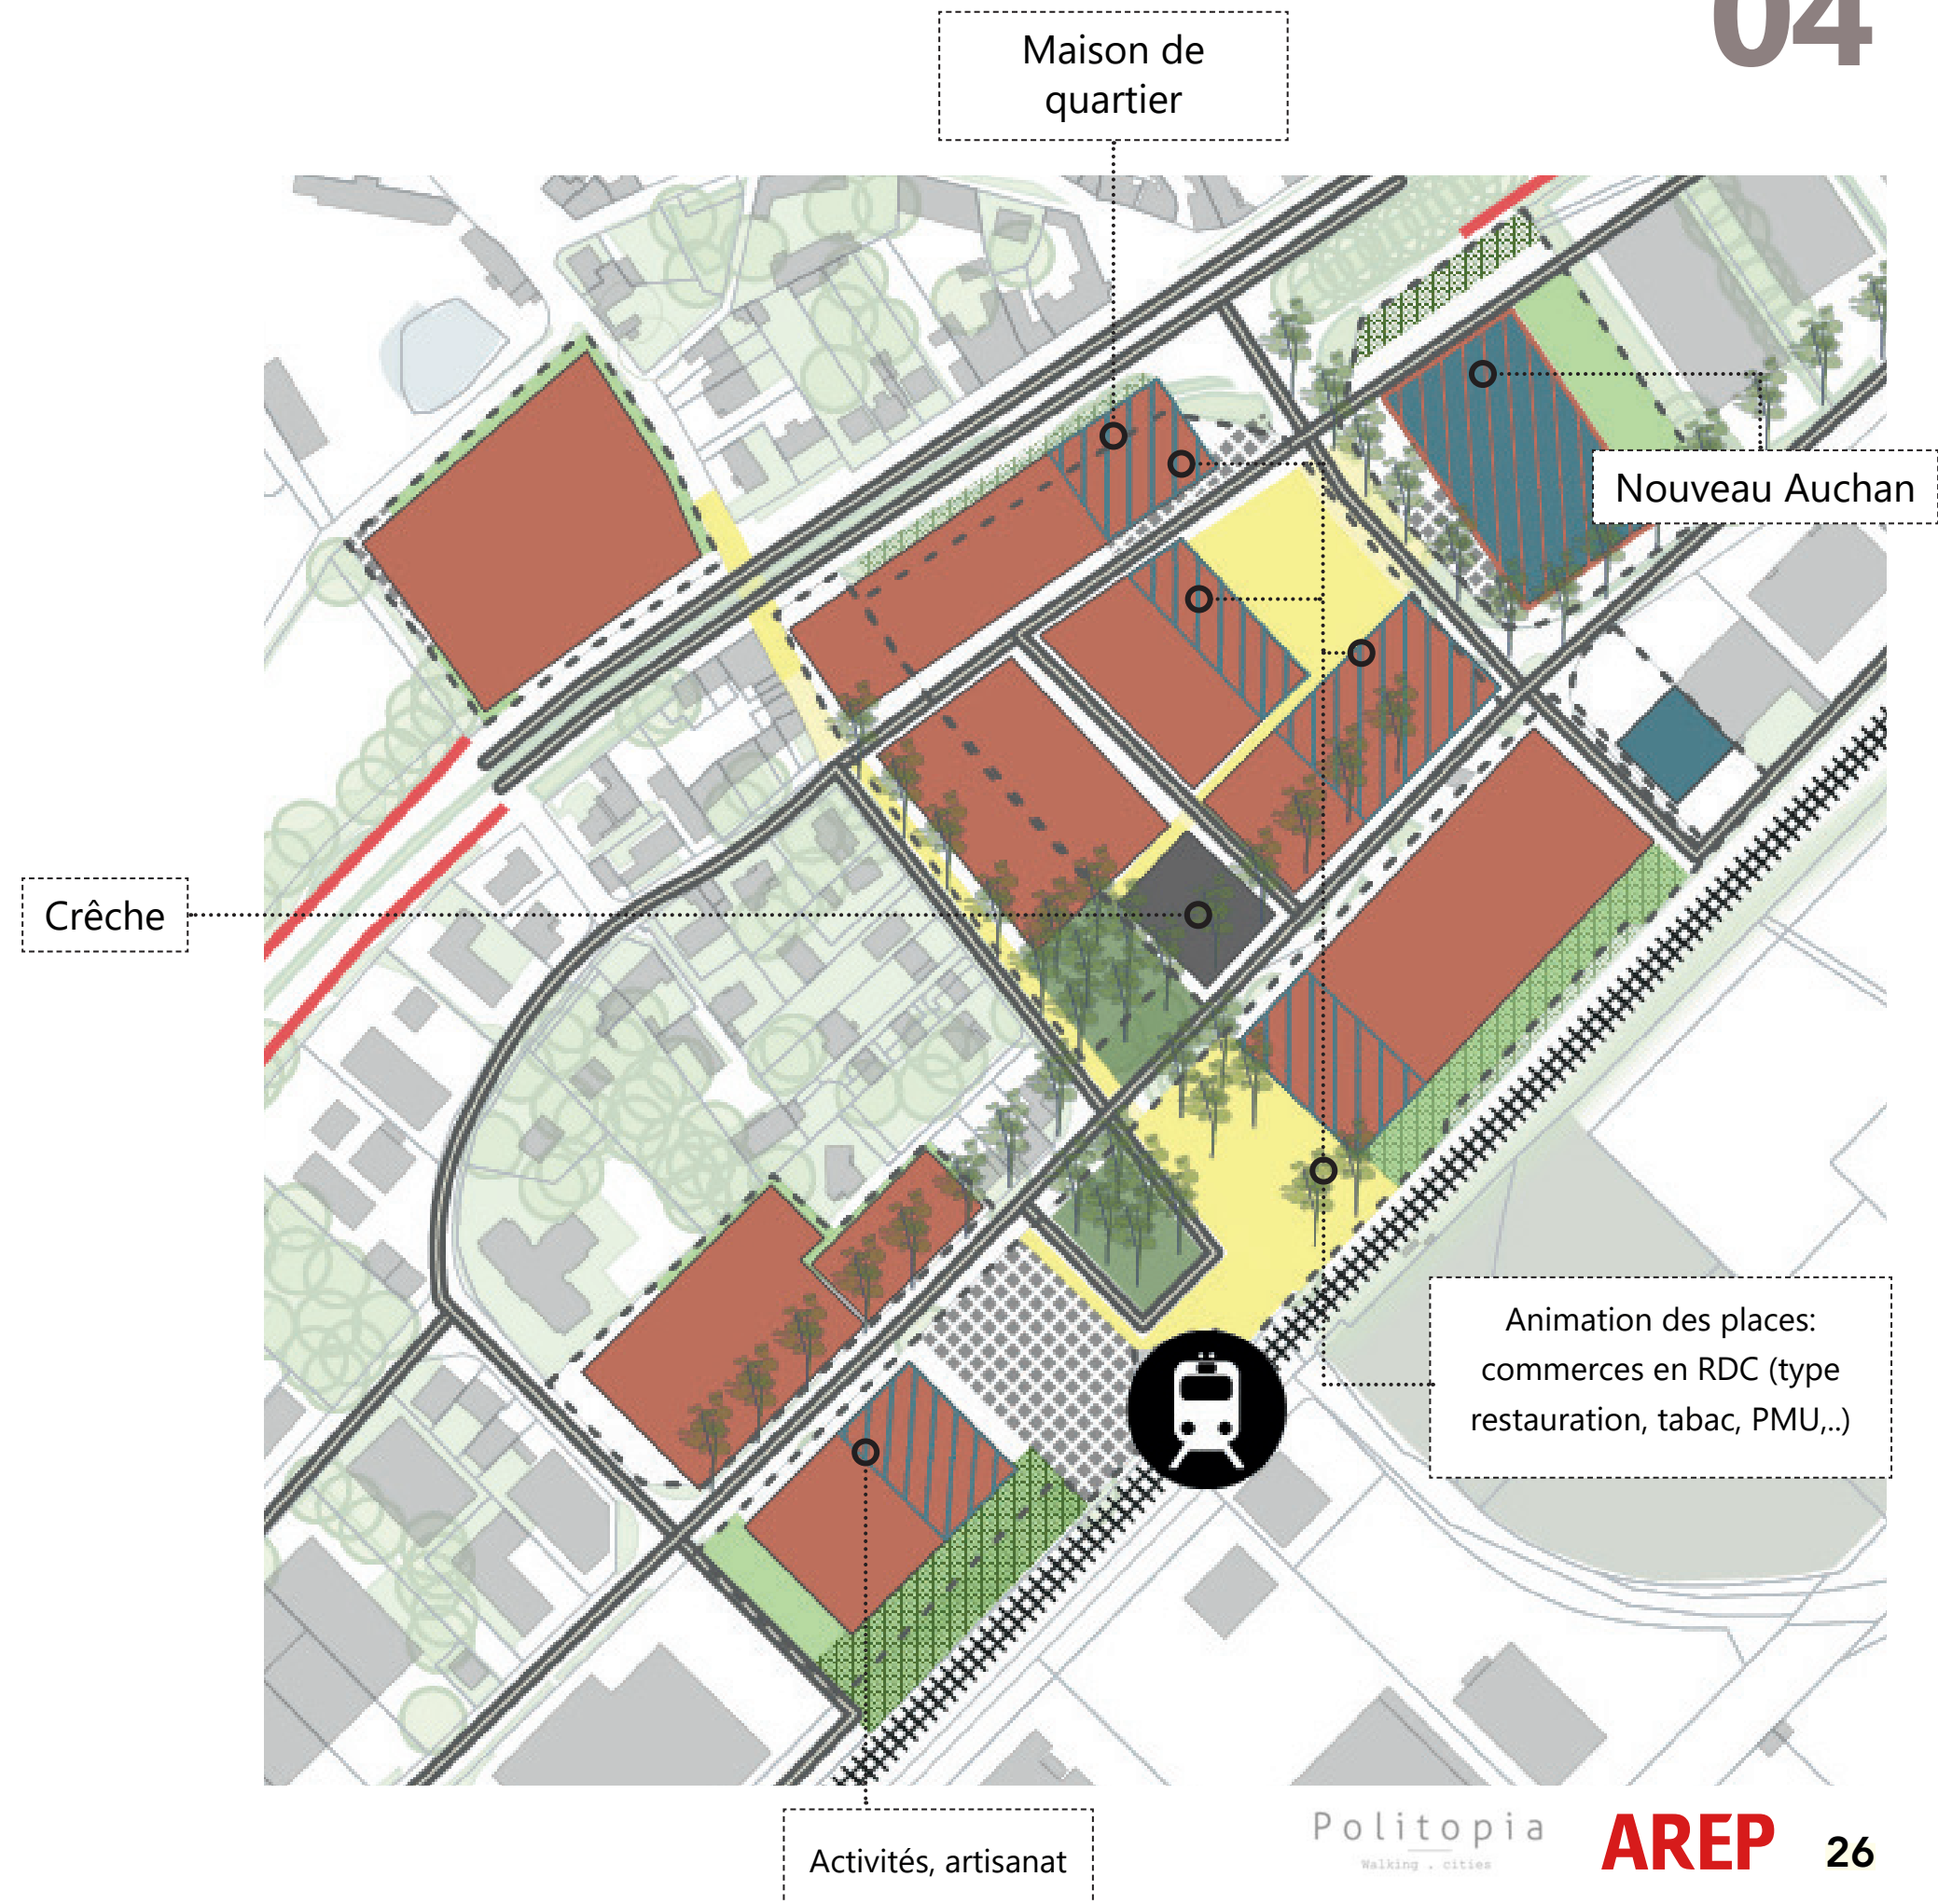 04
Maison de
quartier
Nouveau Auchan
Crêche
Animation des places:
commerces en RDC (type
restauration, tabac, PMU,..)
Activités, artisanat
Politopia
Walking . cities
AREP
26